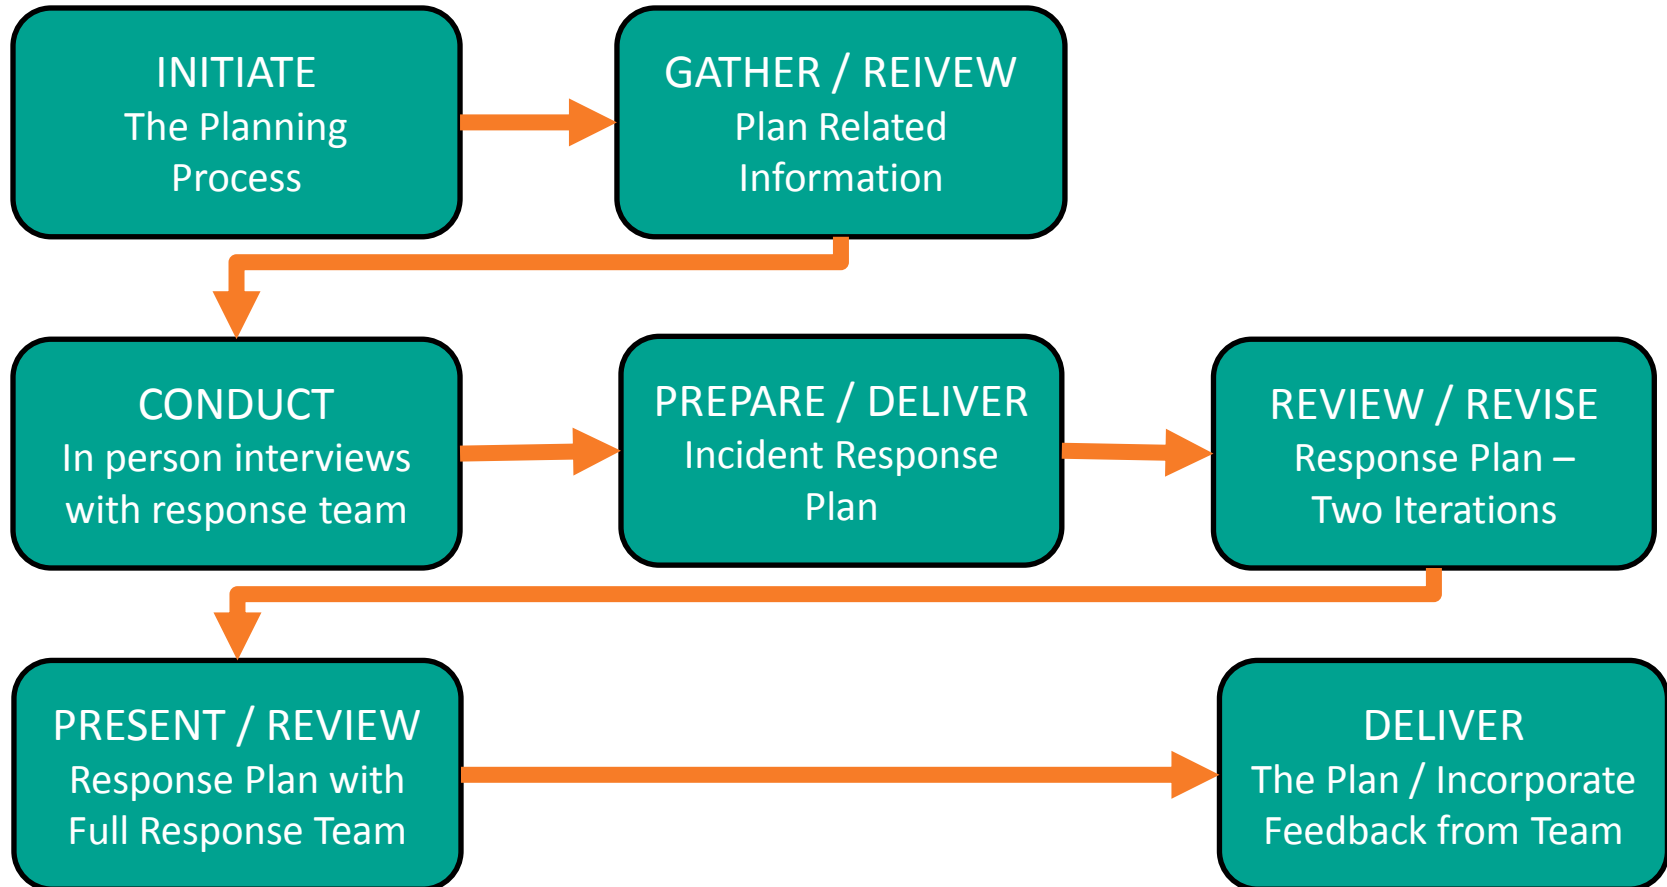 INITIATE
The Planning
Process
GATHER / REIVEW
Plan Related
Information
CONDUCT
In person interviews
with response team
PREPARE / DELIVER
Incident Response
Plan
REVIEW / REVISE
Response Plan –
Two Iterations
PRESENT / REVIEW
Response Plan with
Full Response Team
DELIVER
The Plan / Incorporate
Feedback from Team